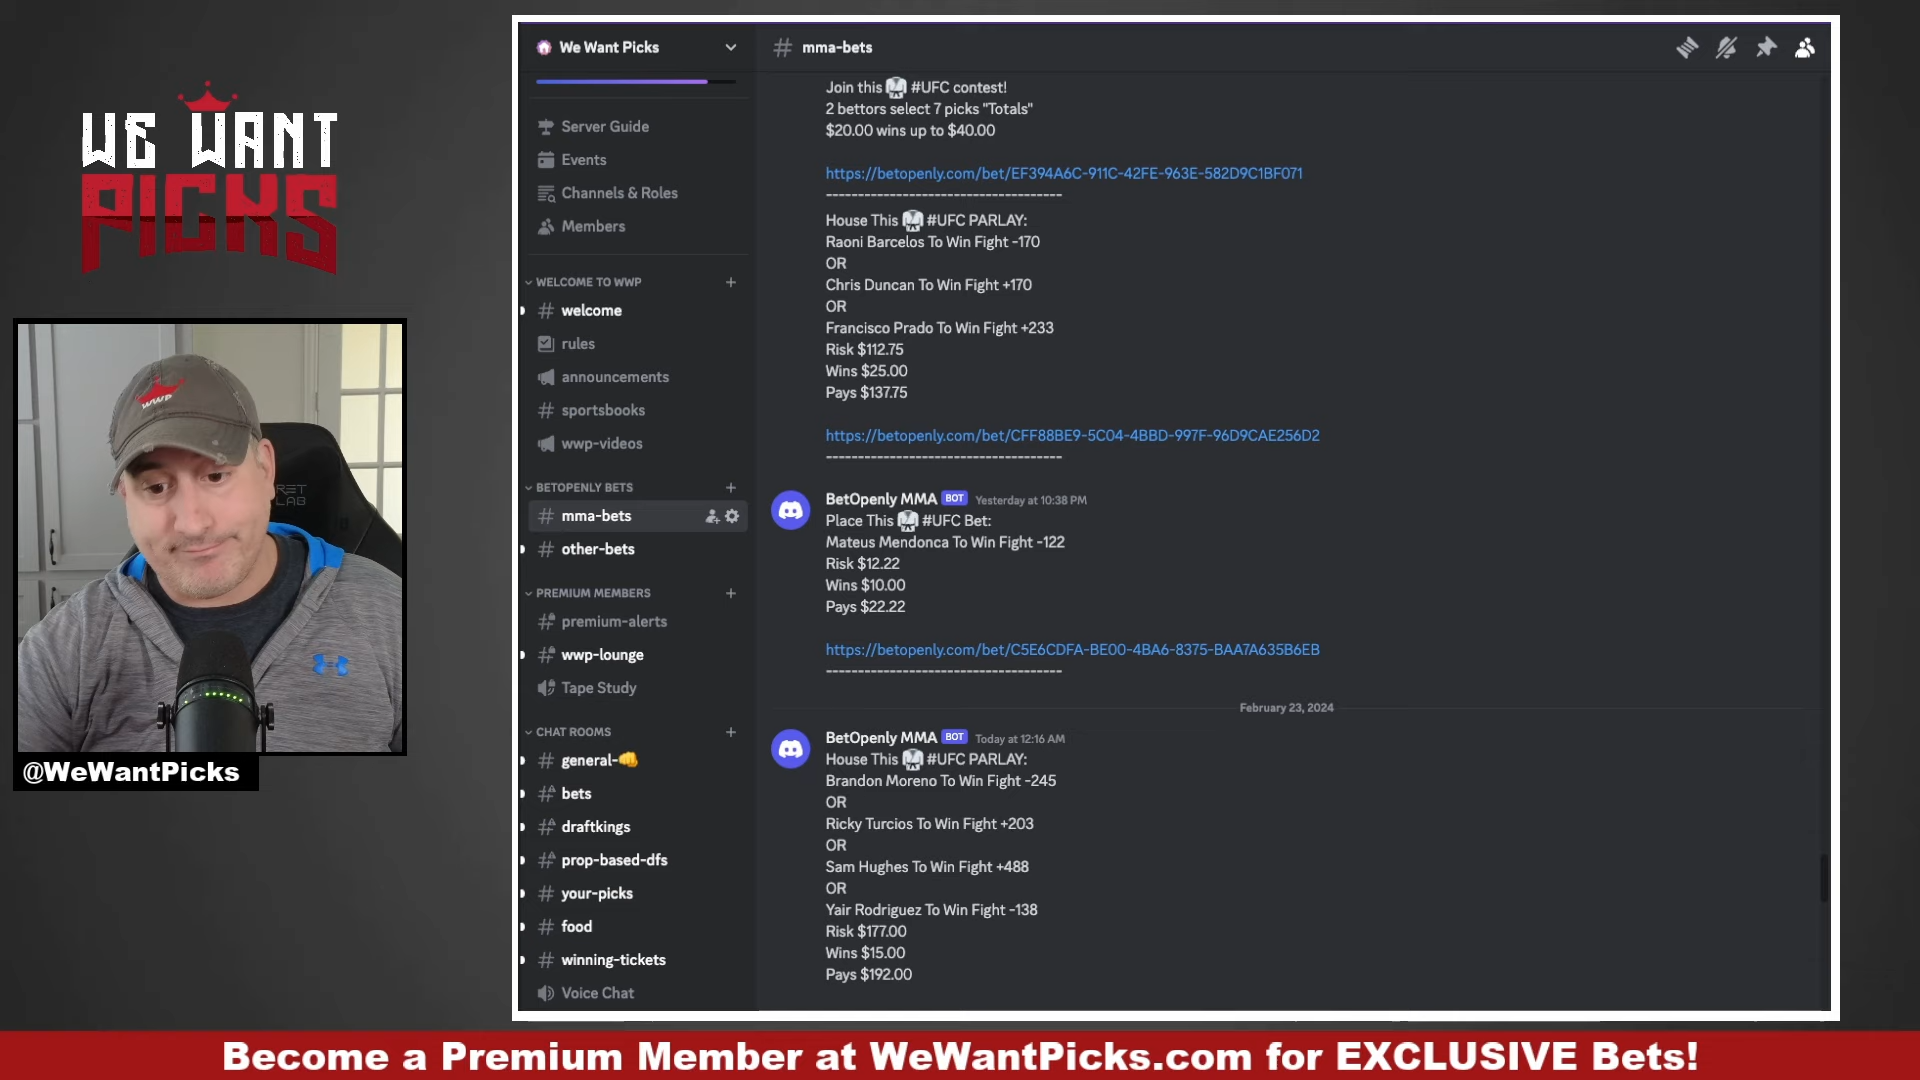 WE WANT
PICKS
WWP
RET
LAB
@WeWantPicks
We Want Picks
Server Guide
Events
Channels & Roles
Members
WELCOME TO WWP
welcome
rules
announcements
sportsbooks
wwp-videos
BETOPENLY BETS
mma-bets
other-bets
PREMIUM MEMBERS
premium-alerts
wwp-lounge
Tape Study
CHAT ROOMS
general-👊
bets
draftkings
prop-based-dfs
your-picks
food
winning-tickets
Voice Chat
# mma-bets
Join this 🥋 #UFC contest!
2 bettors select 7 picks "Totals"
$20.00 wins up to $40.00
https://betopenly.com/bet/EF394A6C-911C-42FE-963E-582D9C1BF071
-------------------------------------
House This 🥋 #UFC PARLAY:
Raoni Barcelos To Win Fight -170
OR
Chris Duncan To Win Fight +170
OR
Francisco Prado To Win Fight +233
Risk $112.75
Wins $25.00
Pays $137.75
https://betopenly.com/bet/CFF88BE9-5C04-4BBD-997F-96D9CAE256D2
-------------------------------------
BetOpenly MMA BOT Yesterday at 10:38 PM
Place This 🥋 #UFC Bet:
Mateus Mendonca To Win Fight -122
Risk $12.22
Wins $10.00
Pays $22.22
https://betopenly.com/bet/C5E6CDFA-BE00-4BA6-8375-BAA7A635B6EB
-------------------------------------
February 23, 2024
BetOpenly MMA BOT Today at 12:16 AM
House This 🥋 #UFC PARLAY:
Brandon Moreno To Win Fight -245
OR
Ricky Turcios To Win Fight +203
OR
Sam Hughes To Win Fight +488
OR
Yair Rodriguez To Win Fight -138
Risk $177.00
Wins $15.00
Pays $192.00
Become a Premium Member at WeWantPicks.com for EXCLUSIVE Bets!